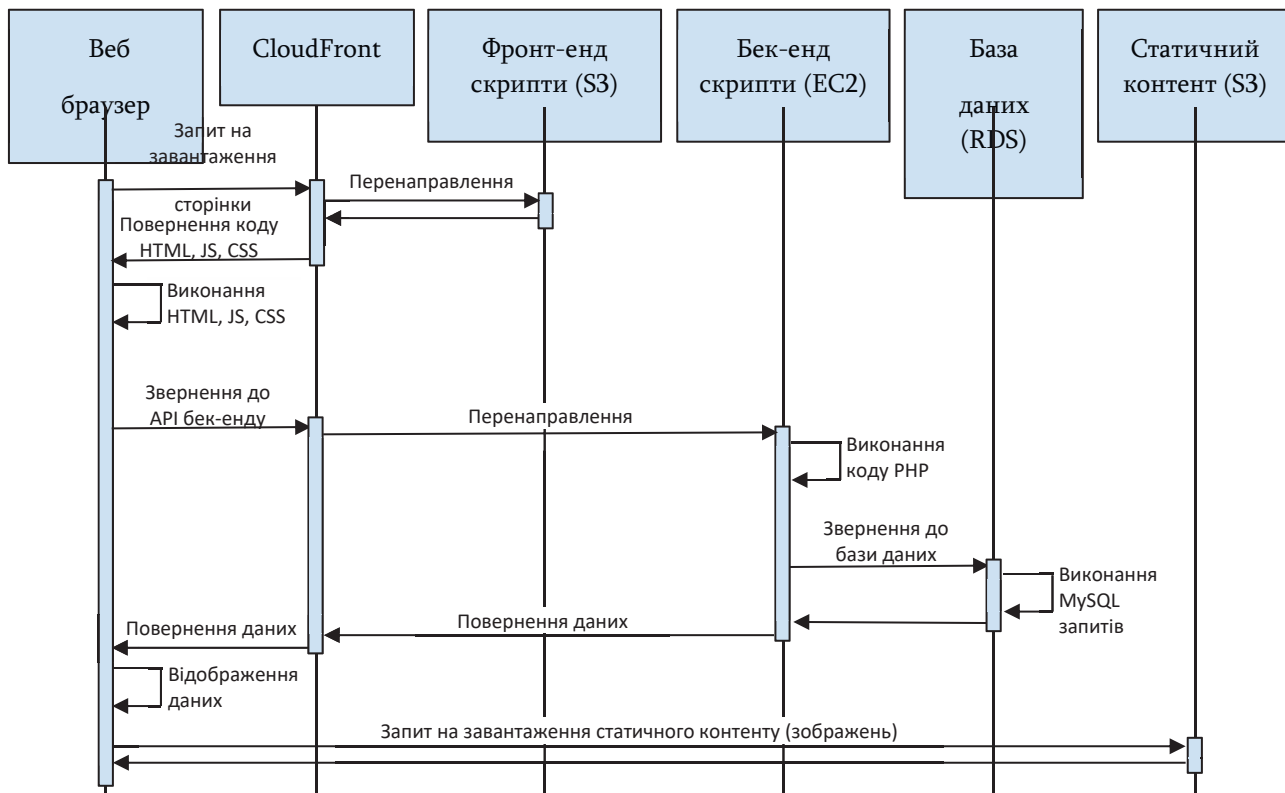 Веб
браузер
CloudFront
Фронт-енд
скрипти (S3)
Бек-енд
скрипти (EC2)
База
даних
(RDS)
Статичний
контент (S3)
Запит на
завантаження
сторінки
Перенаправлення
Повернення коду
HTML, JS, CSS
Виконання
HTML, JS, CSS
Звернення до
API бек-енду
Перенаправлення
Виконання
коду PHP
Звернення до
бази даних
Виконання
MySQL
запитів
Повернення даних
Повернення даних
Відображення
даних
Запит на завантаження статичного контенту (зображень)